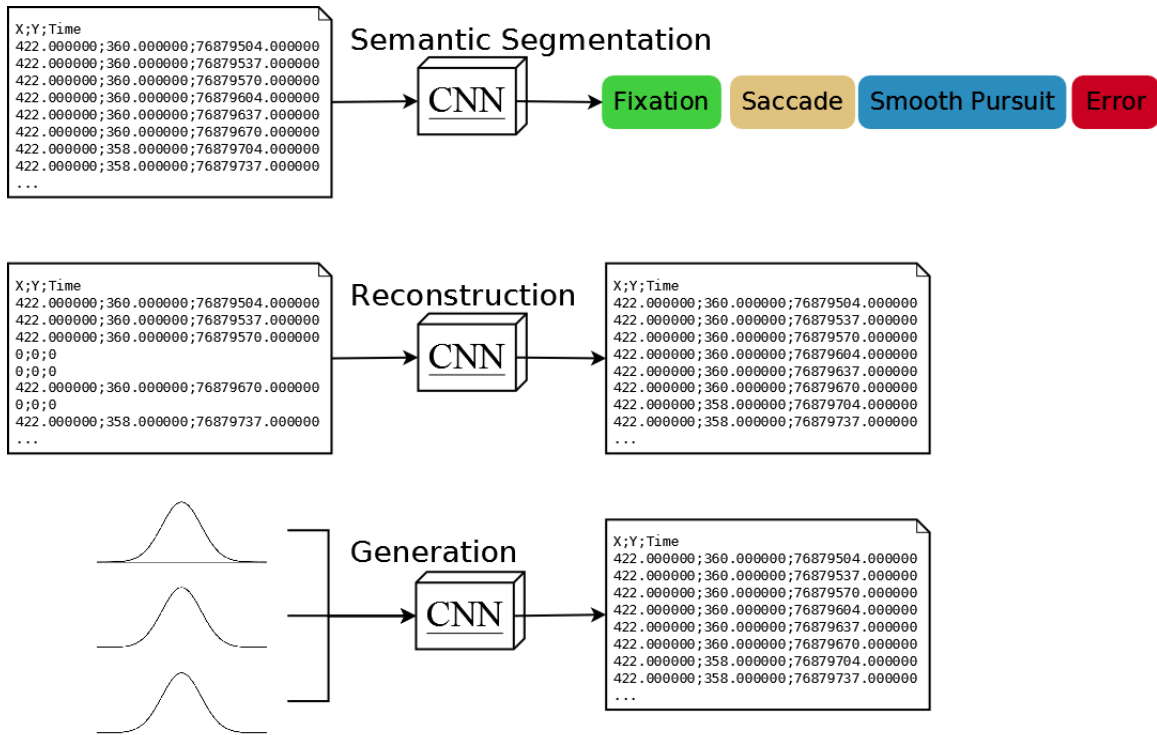 X;Y;Time
422.000000;360.000000;76879504.000000
422.000000;360.000000;76879537.000000
422.000000;360.000000;76879570.000000
422.000000;360.000000;76879604.000000
422.000000;360.000000;76879637.000000
422.000000;360.000000;76879670.000000
422.000000;358.000000;76879704.000000
422.000000;358.000000;76879737.000000
...
Semantic Segmentation
CNN
Fixation
Saccade
Smooth Pursuit
Error
X;Y;Time
422.000000;360.000000;76879504.000000
422.000000;360.000000;76879537.000000
422.000000;360.000000;76879570.000000
0;0;0
0;0;0
422.000000;360.000000;76879670.000000
0;0;0
422.000000;358.000000;76879737.000000
...
Reconstruction
CNN
X;Y;Time
422.000000;360.000000;76879504.000000
422.000000;360.000000;76879537.000000
422.000000;360.000000;76879570.000000
422.000000;360.000000;76879604.000000
422.000000;360.000000;76879637.000000
422.000000;360.000000;76879670.000000
422.000000;358.000000;76879704.000000
422.000000;358.000000;76879737.000000
...
Generation
CNN
X;Y;Time
422.000000;360.000000;76879504.000000
422.000000;360.000000;76879537.000000
422.000000;360.000000;76879570.000000
422.000000;360.000000;76879604.000000
422.000000;360.000000;76879637.000000
422.000000;360.000000;76879670.000000
422.000000;358.000000;76879704.000000
422.000000;358.000000;76879737.000000
...